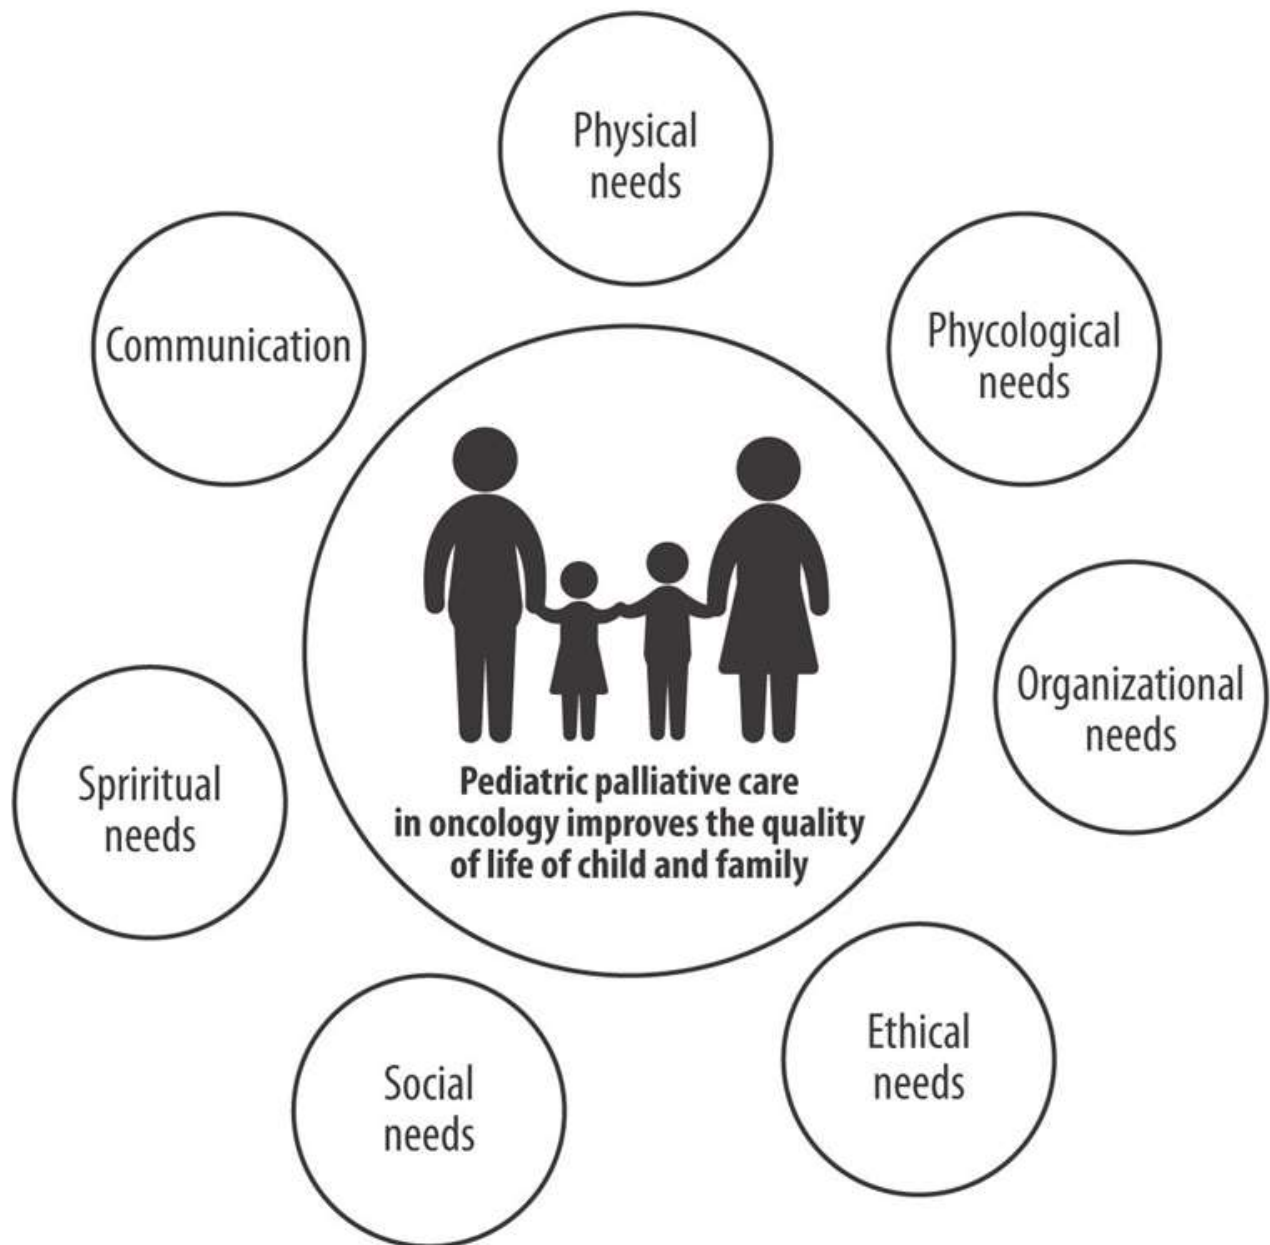 Physical
needs
Communication
Phycological
needs
Organizational
needs
Spriritual
needs
Pediatric palliative care
in oncology improves the quality
of life of child and family
Ethical
needs
Social
needs